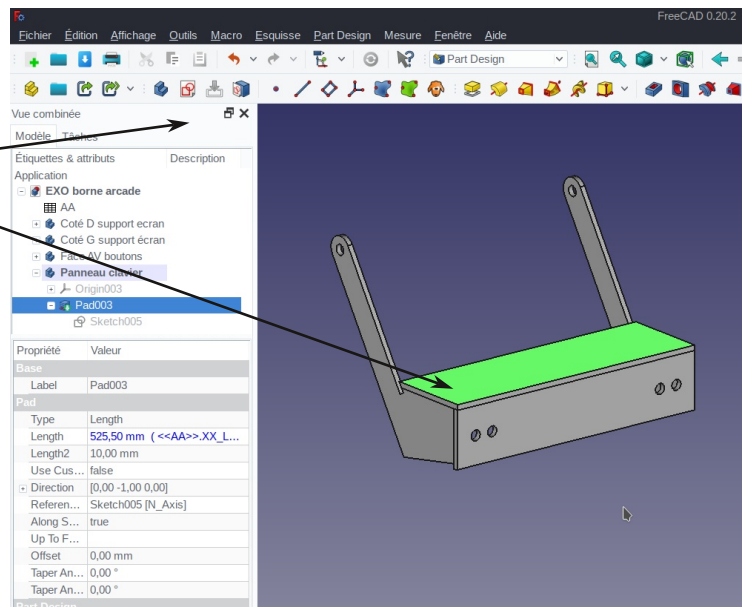 FreeCAD 0.20.2
Fichier Édition Affichage Outils Macro Esquisse Part Design Mesure Fenêtre Aide
Part Design
Vue combinée
Modèle Tâches
Étiquettes & attributs Description
Application
EXO borne arcade
AA
Coté D support ecran
Coté G support écran
Face AV boutons
Panneau clavier
Origin003
Pad003
Sketch005
Propriété Valeur
Base
Label Pad003
Pad
Type Length
Length 525,50 mm ( <<AA>>.XX_L...
Length2 10,00 mm
Use Cus... false
Direction [0,00 -1,00 0,00]
Referen... Sketch005 [N_Axis]
Along S... true
Up To F...
Offset 0,00 mm
Taper An... 0,00 °
Taper An... 0,00 °
Part Design